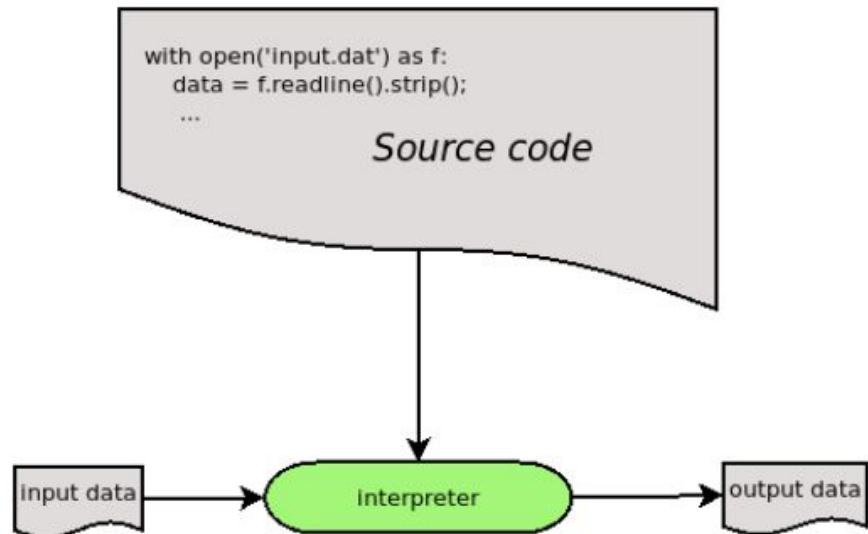 with open('input.dat') as f:
data = f.readline().strip();
...
Source code
input data
interpreter
output data